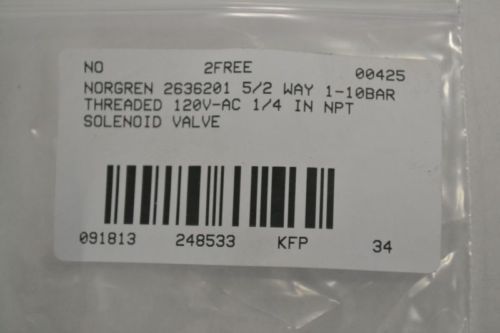 NO 2FREE 00425
NORGREN 2636201 5/2 WAY 1-10BAR
THREADED 120V-AC 1/4 IN NPT
SOLENOID VALVE
091813 248533 KFP 34